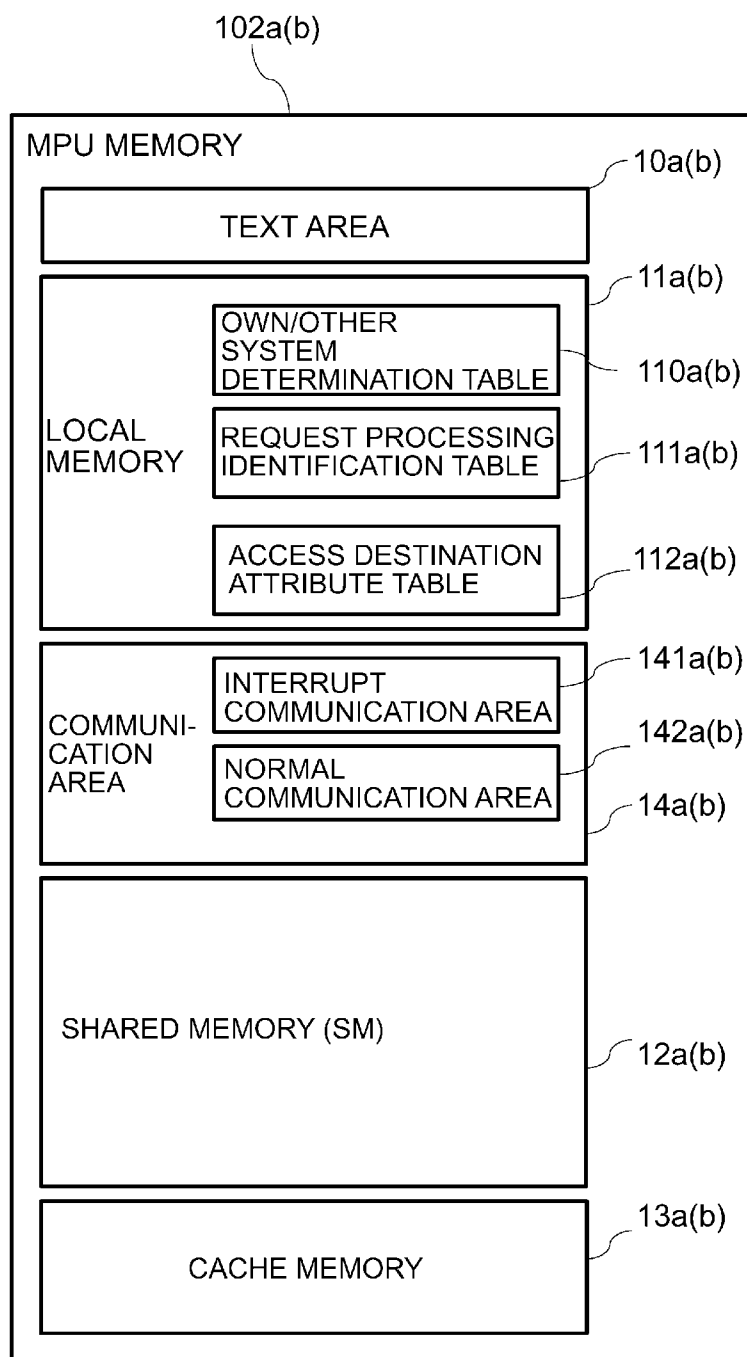 102a(b)
MPU MEMORY
10a(b)
TEXT AREA
11a(b)
OWN/OTHER
SYSTEM
DETERMINATION TABLE
110a(b)
LOCAL
MEMORY
REQUEST PROCESSING
IDENTIFICATION TABLE
111a(b)
ACCESS DESTINATION
ATTRIBUTE TABLE
112a(b)
141a(b)
INTERRUPT
COMMUNICATION AREA
COMMUNI-
CATION
AREA
142a(b)
NORMAL
COMMUNICATION AREA
14a(b)
SHARED MEMORY (SM)
12a(b)
13a(b)
CACHE MEMORY